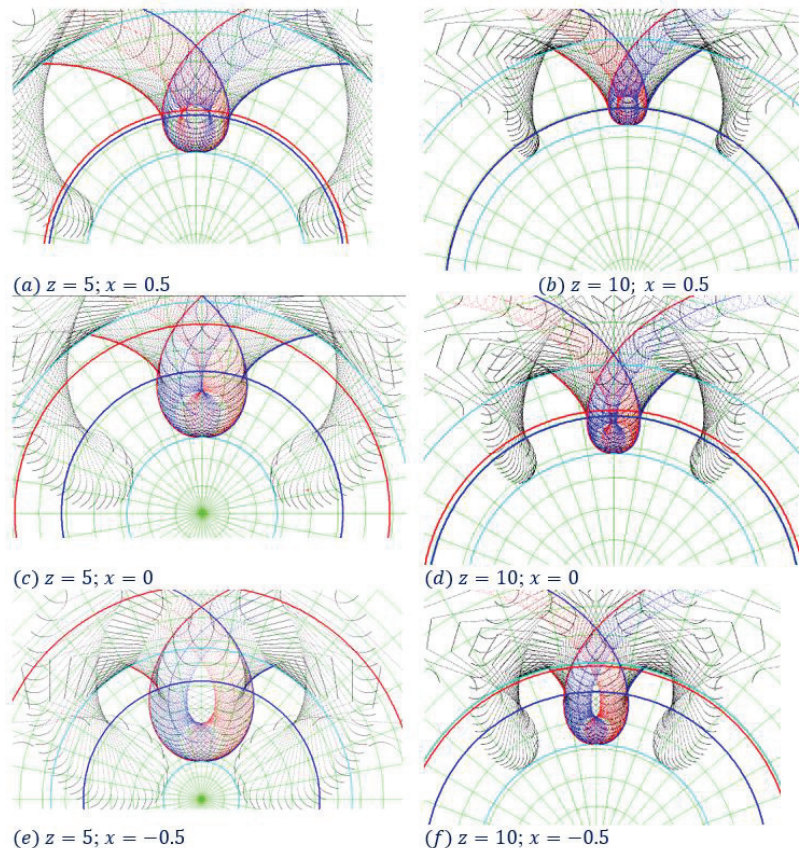 (a) z = 5; x = 0.5
(b) z = 10; x = 0.5
(c) z = 5; x = 0
(d) z = 10; x = 0
(e) z = 5; x = −0.5
(f) z = 10; x = −0.5